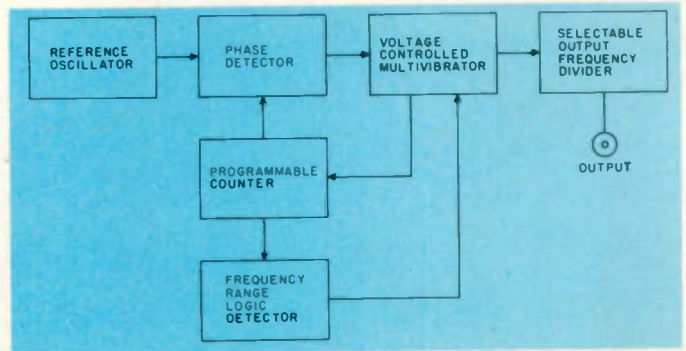 REFERENCE
OSCILLATOR
PHASE
DETECTOR
VOLTAGE
CONTROLLED
MULTIVIBRATOR
SELECTABLE
OUTPUT
FREQUENCY
DIVIDER
OUTPUT
PROGRAMMABLE
COUNTER
FREQUENCY
RANGE
LOGIC
DETECTOR